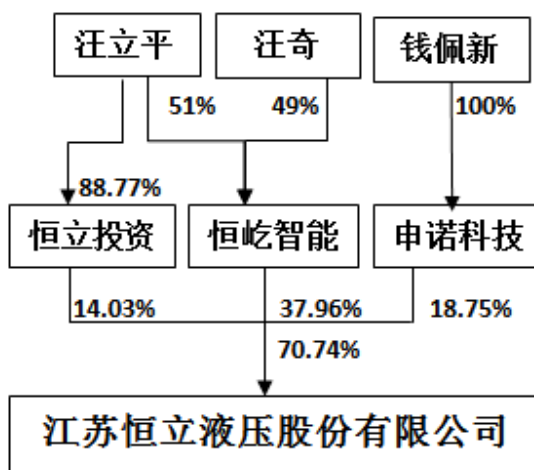 汪立平
汪奇
钱佩新
51%
49%
100%
88.77%
恒立投资
恒屹智能
申诺科技
14.03%
37.96%
18.75%
70.74%
江苏恒立液压股份有限公司